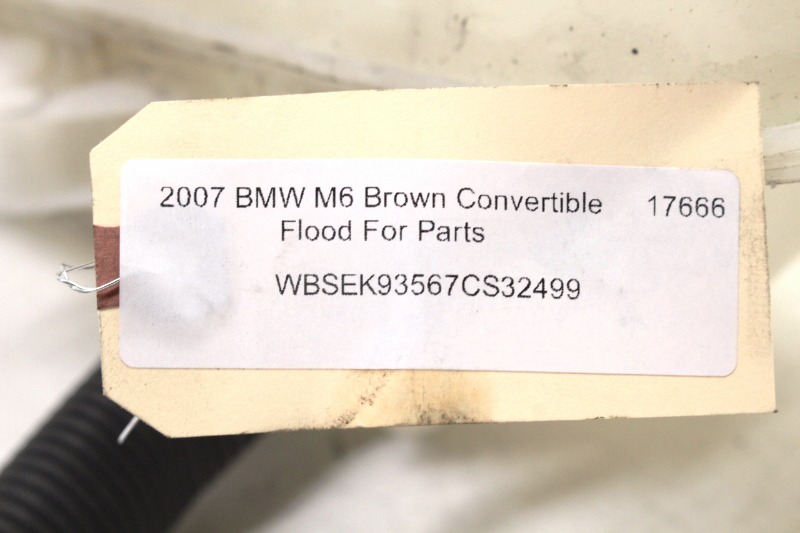 2007 BMW M6 Brown Convertible 17666
Flood For Parts
WBSEK93567CS32499